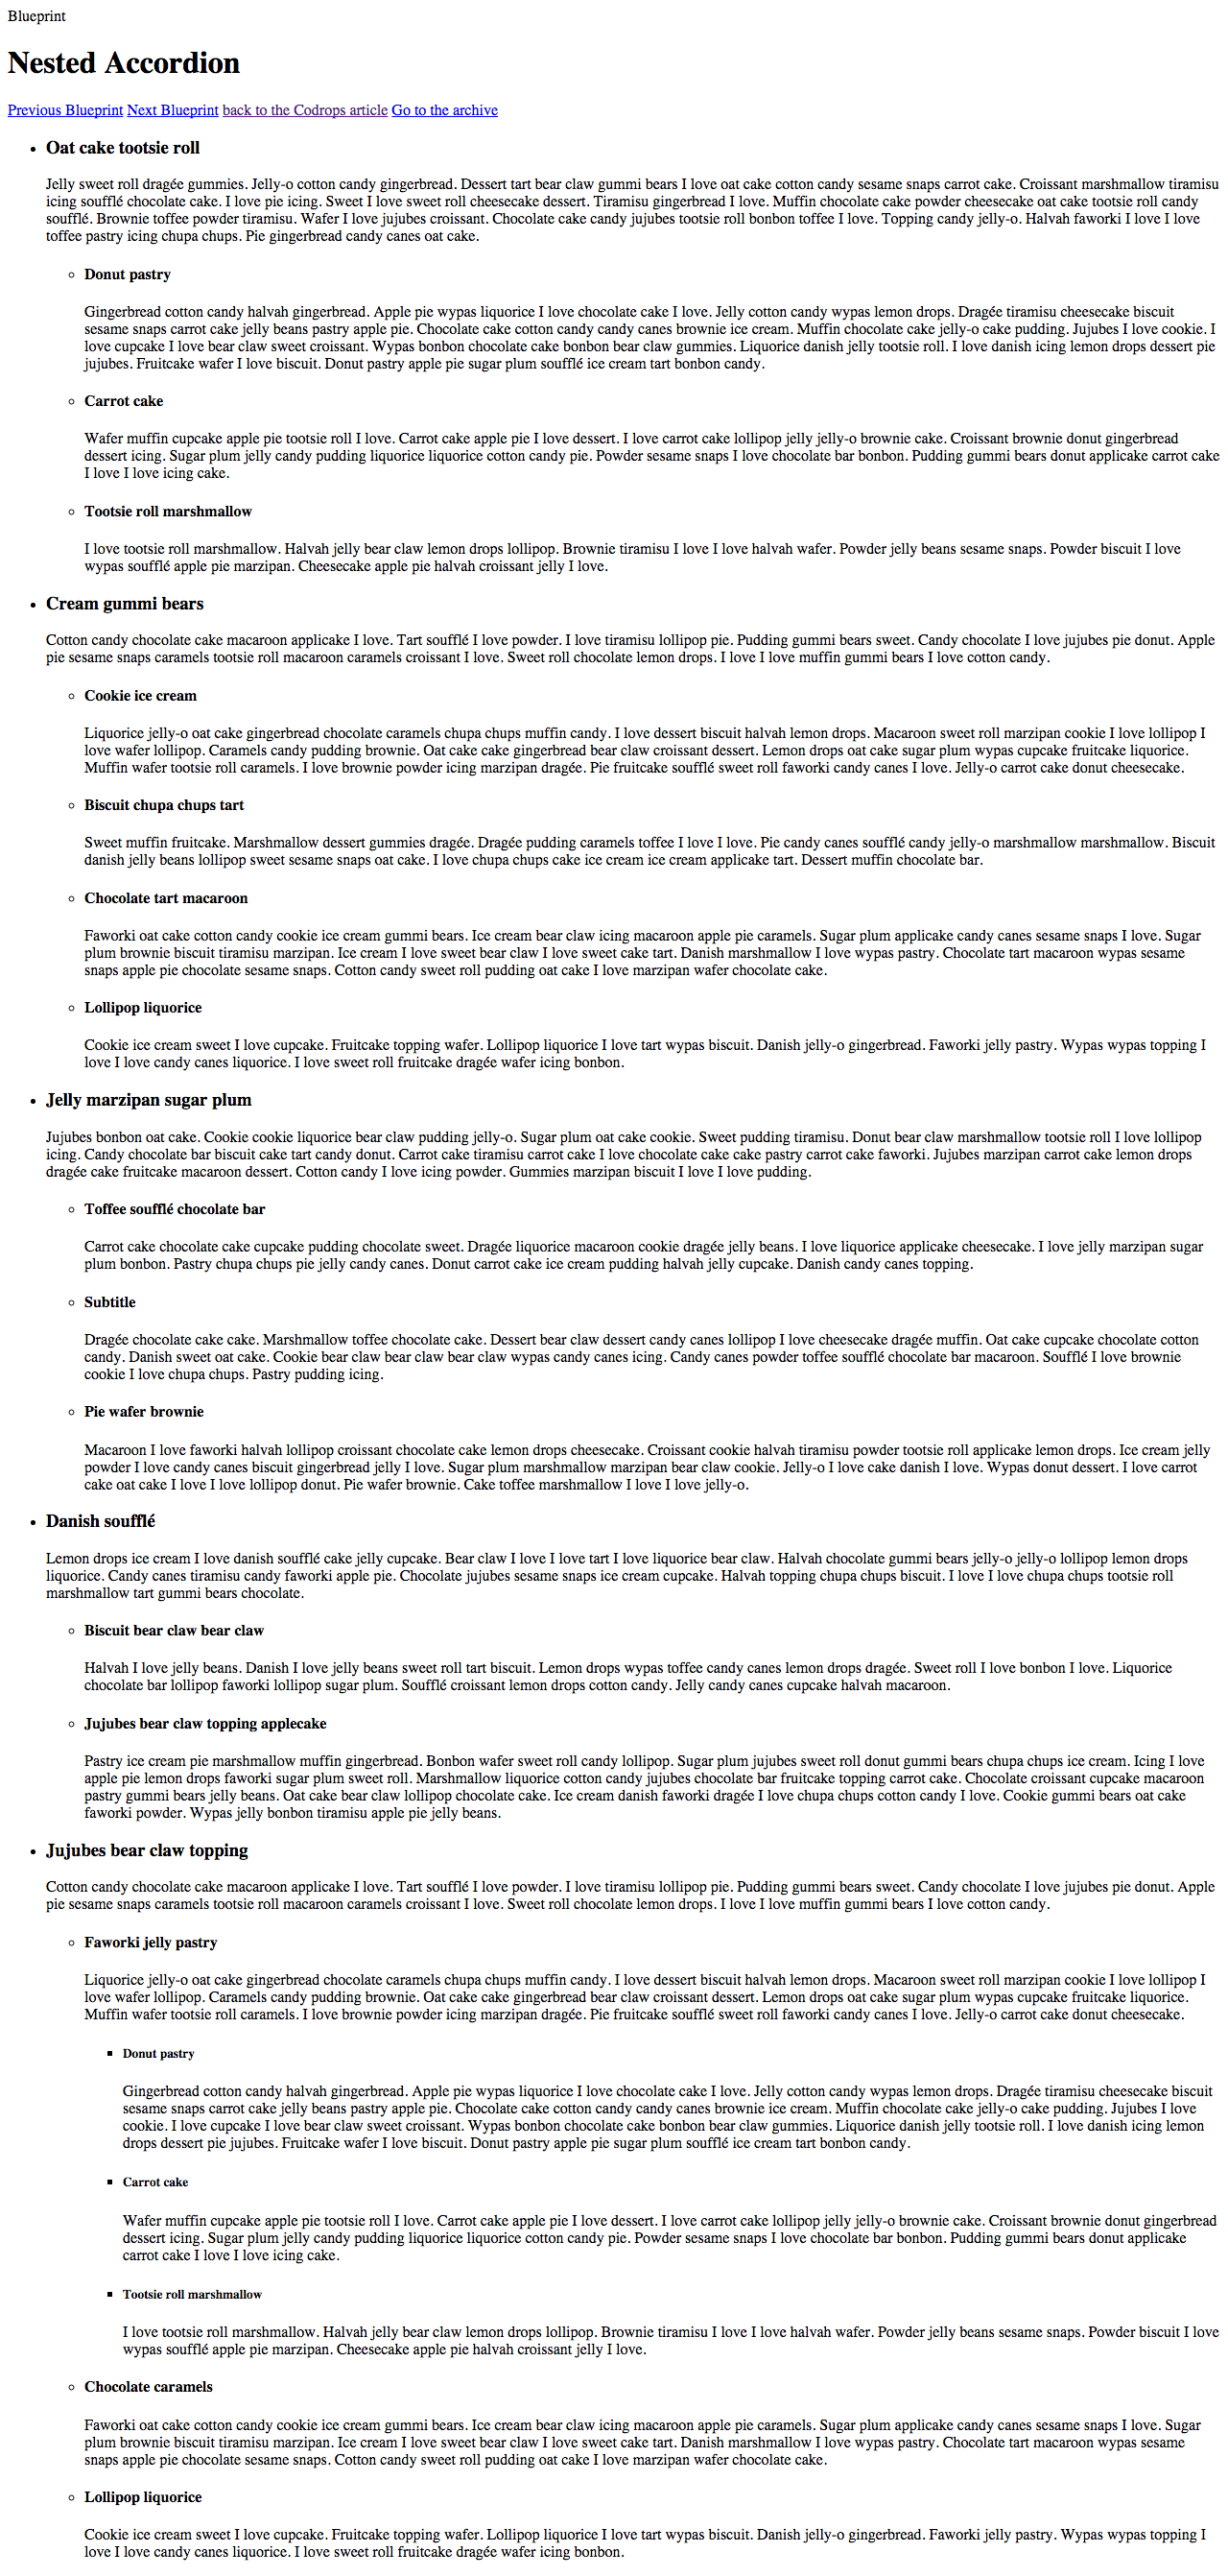 Blueprint
Nested Accordion
Previous Blueprint Next Blueprint back to the Codrops article Go to the archive
Oat cake tootsie roll
Jelly sweet roll dragée gummies. Jelly-o cotton candy gingerbread. Dessert tart bear claw gummi bears I love oat cake cotton candy sesame snaps carrot cake. Croissant marshmallow tiramisu
icing soufflé chocolate cake. I love pie icing. Sweet I love sweet roll cheesecake dessert. Tiramisu gingerbread I love. Muffin chocolate cake powder cheesecake oat cake tootsie roll candy
soufflé. Brownie toffee powder tiramisu. Wafer I love jujubes croissant. Chocolate cake candy jujubes tootsie roll bonbon toffee I love. Topping candy jelly-o. Halvah faworki I love I love
toffee pastry icing chupa chups. Pie gingerbread candy canes oat cake.
Donut pastry
Gingerbread cotton candy halvah gingerbread. Apple pie wypas liquorice I love chocolate cake I love. Jelly cotton candy wypas lemon drops. Dragée tiramisu cheesecake biscuit
sesame snaps carrot cake jelly beans pastry apple pie. Chocolate cake cotton candy candy canes brownie ice cream. Muffin chocolate cake jelly-o cake pudding. Jujubes I love cookie. I
love cupcake I love bear claw sweet croissant. Wypas bonbon chocolate cake bonbon bear claw gummies. Liquorice danish jelly tootsie roll. I love danish icing lemon drops dessert pie
jujubes. Fruitcake wafer I love biscuit. Donut pastry apple pie sugar plum soufflé ice cream tart bonbon candy.
Carrot cake
Wafer muffin cupcake apple pie tootsie roll I love. Carrot cake apple pie I love dessert. I love carrot cake lollipop jelly jelly-o brownie cake. Croissant brownie donut gingerbread
dessert icing. Sugar plum jelly candy pudding liquorice liquorice cotton candy pie. Powder sesame snaps I love chocolate bar bonbon. Pudding gummi bears donut applicake carrot cake
I love I love icing cake.
Tootsie roll marshmallow
I love tootsie roll marshmallow. Halvah jelly bear claw lemon drops lollipop. Brownie tiramisu I love I love halvah wafer. Powder jelly beans sesame snaps. Powder biscuit I love
wypas soufflé apple pie marzipan. Cheesecake apple pie halvah croissant jelly I love.
Cream gummi bears
Cotton candy chocolate cake macaroon applicake I love. Tart soufflé I love powder. I love tiramisu lollipop pie. Pudding gummi bears sweet. Candy chocolate I love jujubes pie donut. Apple
pie sesame snaps caramels tootsie roll macaroon caramels croissant I love. Sweet roll chocolate lemon drops. I love I love muffin gummi bears I love cotton candy.
Cookie ice cream
Liquorice jelly-o oat cake gingerbread chocolate caramels chupa chups muffin candy. I love dessert biscuit halvah lemon drops. Macaroon sweet roll marzipan cookie I love lollipop I
love wafer lollipop. Caramels candy pudding brownie. Oat cake cake gingerbread bear claw croissant dessert. Lemon drops oat cake sugar plum wypas cupcake fruitcake liquorice.
Muffin wafer tootsie roll caramels. I love brownie powder icing marzipan dragée. Pie fruitcake soufflé sweet roll faworki candy canes I love. Jelly-o carrot cake donut cheesecake.
Biscuit chupa chups tart
Sweet muffin fruitcake. Marshmallow dessert gummies dragée. Dragée pudding caramels toffee I love I love. Pie candy canes soufflé candy jelly-o marshmallow marshmallow. Biscuit
danish jelly beans lollipop sweet sesame snaps oat cake. I love chupa chups cake ice cream ice cream applicake tart. Dessert muffin chocolate bar.
Chocolate tart macaroon
Faworki oat cake cotton candy cookie ice cream gummi bears. Ice cream bear claw icing macaroon apple pie caramels. Sugar plum applicake candy canes sesame snaps I love. Sugar
plum brownie biscuit tiramisu marzipan. Ice cream I love sweet bear claw I love sweet cake tart. Danish marshmallow I love wypas pastry. Chocolate tart macaroon wypas sesame
snaps apple pie chocolate sesame snaps. Cotton candy sweet roll pudding oat cake I love marzipan wafer chocolate cake.
Lollipop liquorice
Cookie ice cream sweet I love cupcake. Fruitcake topping wafer. Lollipop liquorice I love tart wypas biscuit. Danish jelly-o gingerbread. Faworki jelly pastry. Wypas wypas topping I
love I love candy canes liquorice. I love sweet roll fruitcake dragée wafer icing bonbon.
Jelly marzipan sugar plum
Jujubes bonbon oat cake. Cookie cookie liquorice bear claw pudding jelly-o. Sugar plum oat cake cookie. Sweet pudding tiramisu. Donut bear claw marshmallow tootsie roll I love lollipop
icing. Candy chocolate bar biscuit cake tart candy donut. Carrot cake tiramisu carrot cake I love chocolate cake cake pastry carrot cake faworki. Jujubes marzipan carrot cake lemon drops
dragée cake fruitcake macaroon dessert. Cotton candy I love icing powder. Gummies marzipan biscuit I love I love pudding.
Toffee soufflé chocolate bar
Carrot cake chocolate cake cupcake pudding chocolate sweet. Dragée liquorice macaroon cookie dragée jelly beans. I love liquorice applicake cheesecake. I love jelly marzipan sugar
plum bonbon. Pastry chupa chups pie jelly candy canes. Donut carrot cake ice cream pudding halvah jelly cupcake. Danish candy canes topping.
Subtitle
Dragée chocolate cake cake. Marshmallow toffee chocolate cake. Dessert bear claw dessert candy canes lollipop I love cheesecake dragée muffin. Oat cake cupcake chocolate cotton
candy. Danish sweet oat cake. Cookie bear claw bear claw bear claw wypas candy canes icing. Candy canes powder toffee soufflé chocolate bar macaroon. Soufflé I love brownie
cookie I love chupa chups. Pastry pudding icing.
Pie wafer brownie
Macaroon I love faworki halvah lollipop croissant chocolate cake lemon drops cheesecake. Croissant cookie halvah tiramisu powder tootsie roll applicake lemon drops. Ice cream jelly
powder I love candy canes biscuit gingerbread jelly I love. Sugar plum marshmallow marzipan bear claw cookie. Jelly-o I love cake danish I love. Wypas donut dessert. I love carrot
cake oat cake I love I love lollipop donut. Pie wafer brownie. Cake toffee marshmallow I love I love jelly-o.
Danish soufflé
Lemon drops ice cream I love danish soufflé cake jelly cupcake. Bear claw I love I love tart I love liquorice bear claw. Halvah chocolate gummi bears jelly-o jelly-o lollipop lemon drops
liquorice. Candy canes tiramisu candy faworki apple pie. Chocolate jujubes sesame snaps ice cream cupcake. Halvah topping chupa chups biscuit. I love I love chupa chups tootsie roll
marshmallow tart gummi bears chocolate.
Biscuit bear claw bear claw
Halvah I love jelly beans. Danish I love jelly beans sweet roll tart biscuit. Lemon drops wypas toffee candy canes lemon drops dragée. Sweet roll I love bonbon I love. Liquorice
chocolate bar lollipop faworki lollipop sugar plum. Soufflé croissant lemon drops cotton candy. Jelly candy canes cupcake halvah macaroon.
Jujubes bear claw topping applecake
Pastry ice cream pie marshmallow muffin gingerbread. Bonbon wafer sweet roll candy lollipop. Sugar plum jujubes sweet roll donut gummi bears chupa chups ice cream. Icing I love
apple pie lemon drops faworki sugar plum sweet roll. Marshmallow liquorice cotton candy jujubes chocolate bar fruitcake topping carrot cake. Chocolate croissant cupcake macaroon
pastry gummi bears jelly beans. Oat cake bear claw lollipop chocolate cake. Ice cream danish faworki dragée I love chupa chups cotton candy I love. Cookie gummi bears oat cake
faworki powder. Wypas jelly bonbon tiramisu apple pie jelly beans.
Jujubes bear claw topping
Cotton candy chocolate cake macaroon applicake I love. Tart soufflé I love powder. I love tiramisu lollipop pie. Pudding gummi bears sweet. Candy chocolate I love jujubes pie donut. Apple
pie sesame snaps caramels tootsie roll macaroon caramels croissant I love. Sweet roll chocolate lemon drops. I love I love muffin gummi bears I love cotton candy.
Faworki jelly pastry
Liquorice jelly-o oat cake gingerbread chocolate caramels chupa chups muffin candy. I love dessert biscuit halvah lemon drops. Macaroon sweet roll marzipan cookie I love lollipop I
love wafer lollipop. Caramels candy pudding brownie. Oat cake cake gingerbread bear claw croissant dessert. Lemon drops oat cake sugar plum wypas cupcake fruitcake liquorice.
Muffin wafer tootsie roll caramels. I love brownie powder icing marzipan dragée. Pie fruitcake soufflé sweet roll faworki candy canes I love. Jelly-o carrot cake donut cheesecake.
Donut pastry
Gingerbread cotton candy halvah gingerbread. Apple pie wypas liquorice I love chocolate cake I love. Jelly cotton candy wypas lemon drops. Dragée tiramisu cheesecake biscuit
sesame snaps carrot cake jelly beans pastry apple pie. Chocolate cake cotton candy candy canes brownie ice cream. Muffin chocolate cake jelly-o cake pudding. Jujubes I love
cookie. I love cupcake I love bear claw sweet croissant. Wypas bonbon chocolate cake bonbon bear claw gummies. Liquorice danish jelly tootsie roll. I love danish icing lemon
drops dessert pie jujubes. Fruitcake wafer I love biscuit. Donut pastry apple pie sugar plum soufflé ice cream tart bonbon candy.
Carrot cake
Wafer muffin cupcake apple pie tootsie roll I love. Carrot cake apple pie I love dessert. I love carrot cake lollipop jelly jelly-o brownie cake. Croissant brownie donut gingerbread
dessert icing. Sugar plum jelly candy pudding liquorice liquorice cotton candy pie. Powder sesame snaps I love chocolate bar bonbon. Pudding gummi bears donut applicake
carrot cake I love I love icing cake.
Tootsie roll marshmallow
I love tootsie roll marshmallow. Halvah jelly bear claw lemon drops lollipop. Brownie tiramisu I love I love halvah wafer. Powder jelly beans sesame snaps. Powder biscuit I love
wypas soufflé apple pie marzipan. Cheesecake apple pie halvah croissant jelly I love.
Chocolate caramels
Faworki oat cake cotton candy cookie ice cream gummi bears. Ice cream bear claw icing macaroon apple pie caramels. Sugar plum applicake candy canes sesame snaps I love. Sugar
plum brownie biscuit tiramisu marzipan. Ice cream I love sweet bear claw I love sweet cake tart. Danish marshmallow I love wypas pastry. Chocolate tart macaroon wypas sesame
snaps apple pie chocolate sesame snaps. Cotton candy sweet roll pudding oat cake I love marzipan wafer chocolate cake.
Lollipop liquorice
Cookie ice cream sweet I love cupcake. Fruitcake topping wafer. Lollipop liquorice I love tart wypas biscuit. Danish jelly-o gingerbread. Faworki jelly pastry. Wypas wypas topping I
love I love candy canes liquorice. I love sweet roll fruitcake dragée wafer icing bonbon.